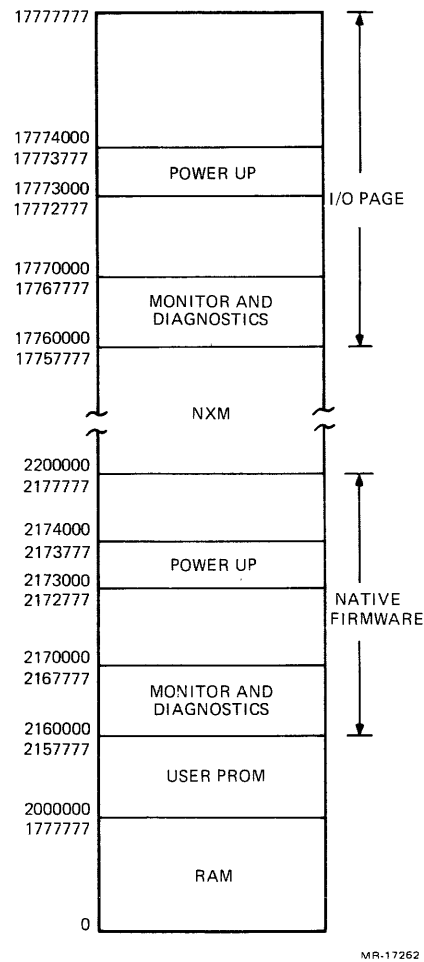 17777777
17774000
17773777
POWER UP
17773000
17772777
I/O PAGE
17770000
17767777
MONITOR AND
DIAGNOSTICS
17760000
17757777
NXM
2200000
2177777
2174000
2173777
POWER UP
2173000
2172777
NATIVE
FIRMWARE
2170000
2167777
MONITOR AND
DIAGNOSTICS
2160000
2157777
USER PROM
2000000
1777777
RAM
0
MR-17262